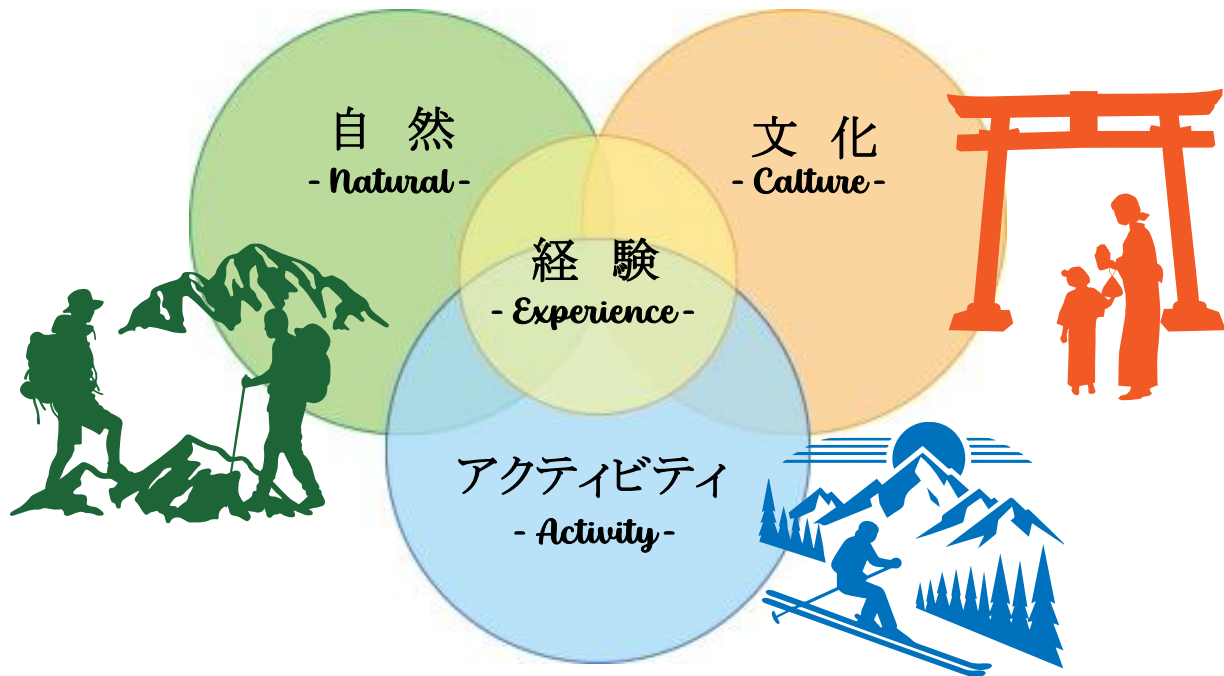 自 然
- Natural -
文 化
- Calture -
経 験
- Experience -
アクティビティ
- Activity -